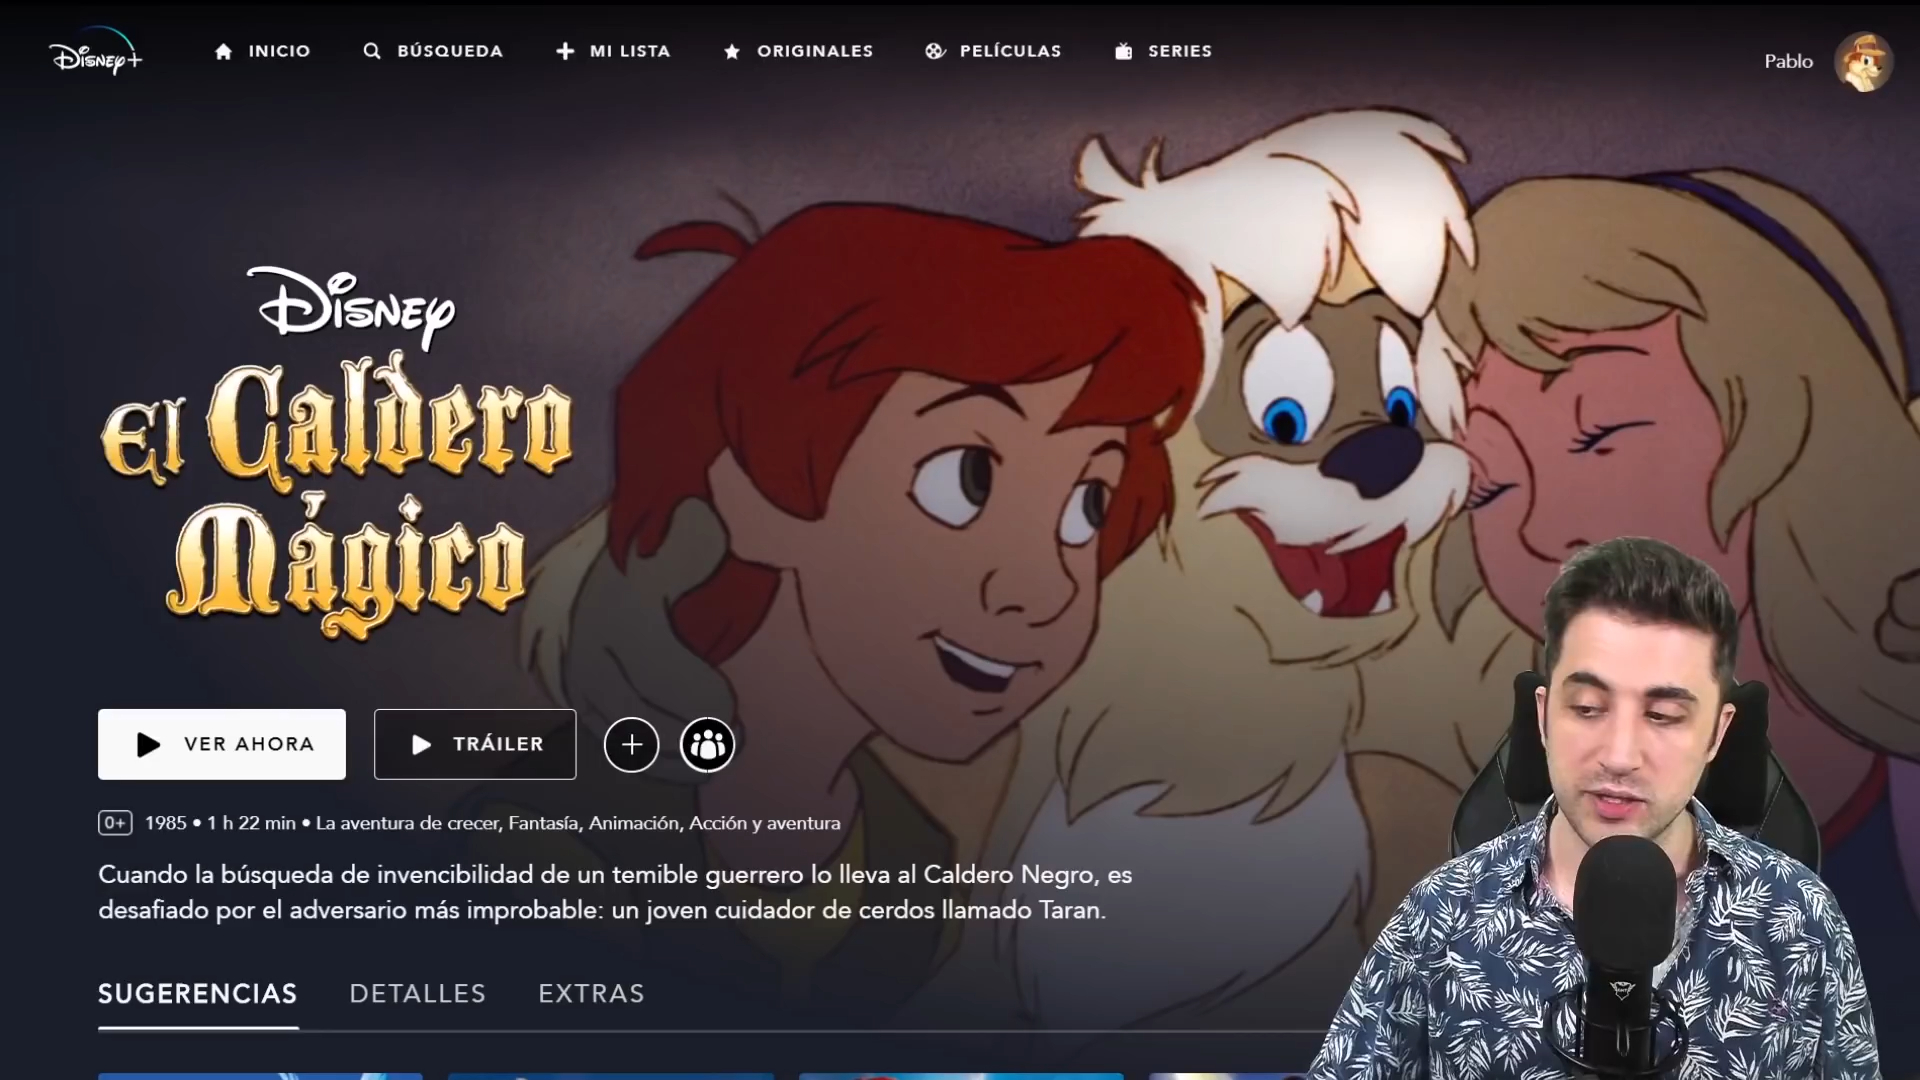 Disney+
INICIO
BÚSQUEDA
MI LISTA
ORIGINALES
PELÍCULAS
SERIES
Pablo
Disney
El Caldero
Mágico
VER AHORA
TRÁILER
0+ 1985 • 1 h 22 min • La aventura de crecer, Fantasía, Animación, Acción y aventura
Cuando la búsqueda de invencibilidad de un temible guerrero lo lleva al Caldero Negro, es
desafiado por el adversario más improbable: un joven cuidador de cerdos llamado Taran.
SUGERENCIAS
DETALLES
EXTRAS